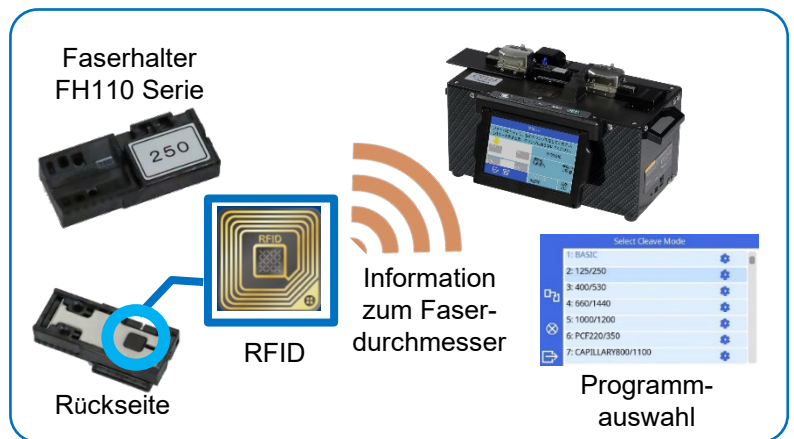 Faserhalter
FH110 Serie
250
RFID
RFID
Rückseite
Information
zum Faser-
durchmesser
Select Cleave Mode
1: BASIC
2: 125/250
3: 400/530
4: 660/1440
5: 1000/1200
6: PCF220/350
7: CAPILLARY800/1100
Programm-
auswahl